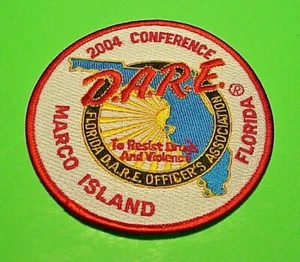 2004 CONFERENCE
D.A.R.E.®
To Resist Drugs
And Violence
FLORIDA D.A.R.E. OFFICER'S ASSOCIATION
MARCO ISLAND
FLORIDA